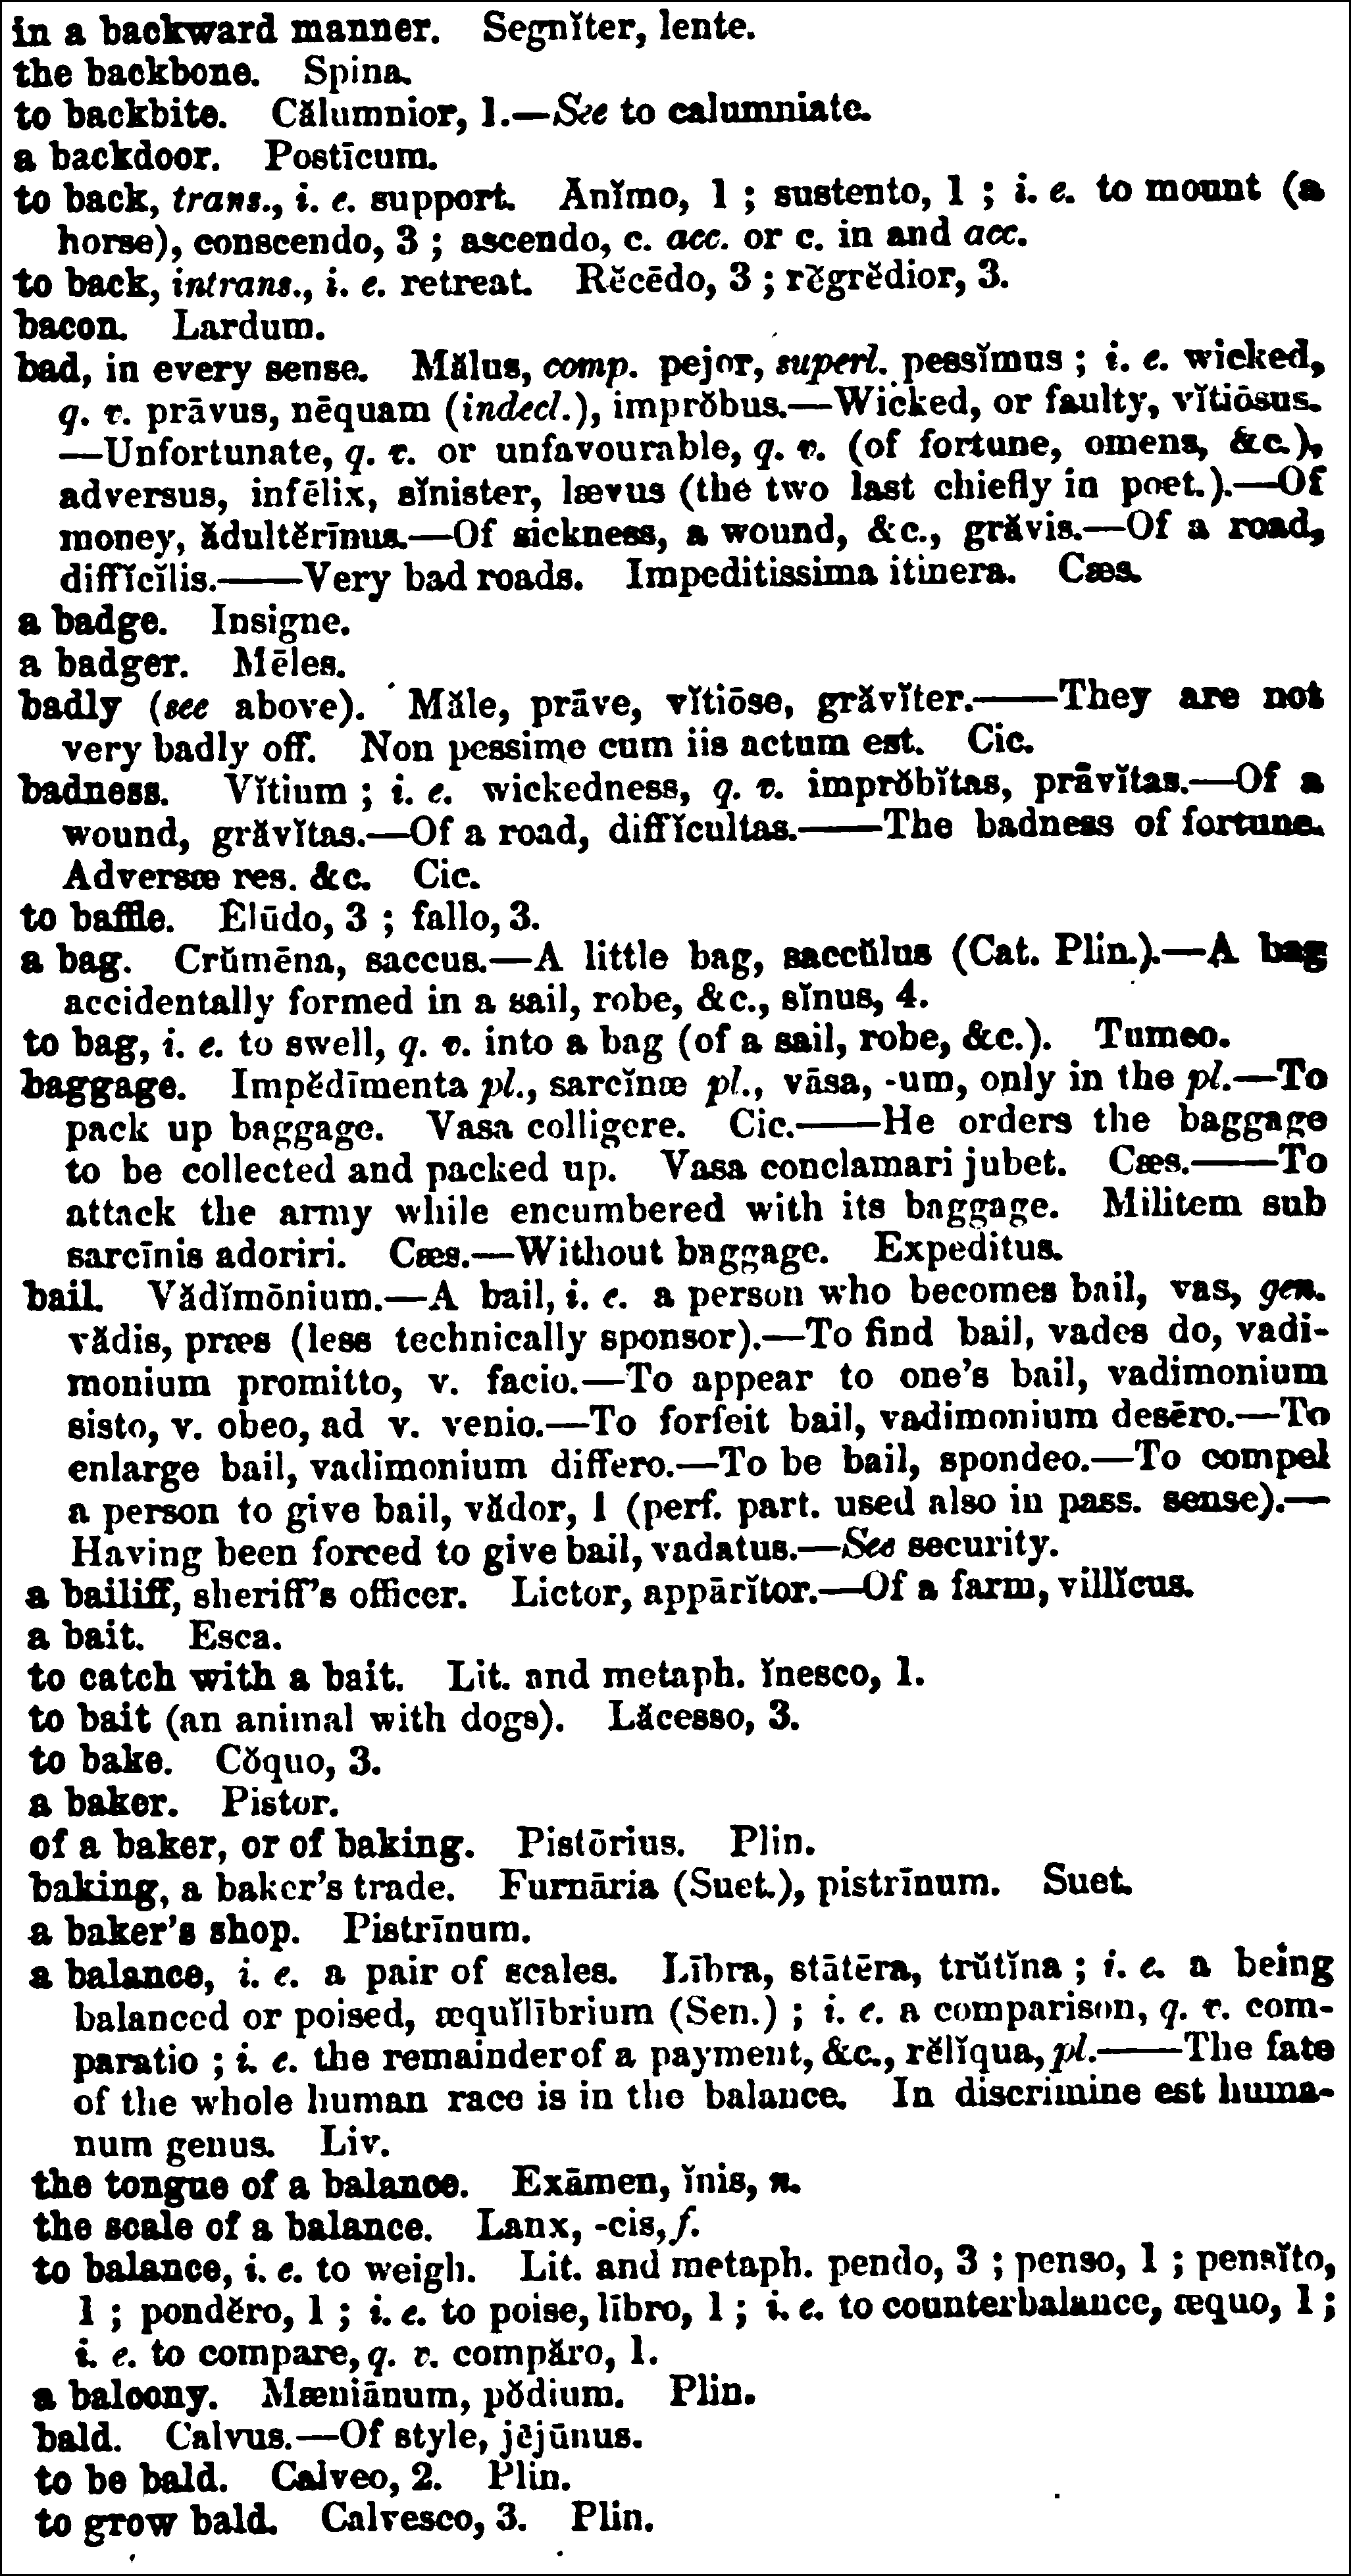 in a backward manner. Segnĭter, lente.
the backbone. Spina.
to backbite. Călumnior, 1.—See to calumniate.
a backdoor. Postīcum.
to back, trans., i. e. support. Anĭmo, 1 ; sustento, 1 ; i. e. to mount (a
horse), conscendo, 3 ; ascendo, c. acc. or c. in and acc.
to back, intrans., i. e. retreat. Rĕcēdo, 3 ; rĕgrĕdior, 3.
bacon. Lardum.
bad, in every sense. Mălus, comp. pejor, superl. pessĭmus ; i. e. wicked,
q. v. prāvus, nēquam (indecl.), imprŏbus.—Wicked, or faulty, vĭtiōsus.
—Unfortunate, q. v. or unfavourable, q. v. (of fortune, omens, &c.),
adversus, infēlix, sĭnister, lævus (the two last chiefly in poet.).—Of
money, ădultĕrīnus.—Of sickness, a wound, &c., grăvis.—Of a road,
diffĭcĭlis.——Very bad roads. Impeditissima itinera. Cæs.
a badge. Insigne.
a badger. Mēles.
badly (see above). Măle, prāve, vĭtiōse, grăvĭter.——They are not
very badly off. Non pessime cum iis actum est. Cic.
badness. Vĭtium ; i. e. wickedness, q. v. imprŏbĭtas, prāvĭtas.—Of a
wound, grăvĭtas.—Of a road, diffĭcultas.——The badness of fortune.
Adversæ res. &c. Cic.
to baffle. Ēlūdo, 3 ; fallo, 3.
a bag. Crŭmēna, saccus.—A little bag, saccŭlus (Cat. Plin.).—A bag
accidentally formed in a sail, robe, &c., sĭnus, 4.
to bag, i. e. to swell, q. v. into a bag (of a sail, robe, &c.). Tumeo.
baggage. Impĕdīmenta pl., sarcĭnæ pl., vāsa, -um, only in the pl.—To
pack up baggage. Vasa colligere. Cic.——He orders the baggage
to be collected and packed up. Vasa conclamari jubet. Cæs.——To
attack the army while encumbered with its baggage. Militem sub
sarcīnis adoriri. Cæs.—Without baggage. Expeditus.
bail. Vădĭmōnium.—A bail, i. e. a person who becomes bail, vas, gen.
vădis, præs (less technically sponsor).—To find bail, vades do, vadi-
monium promitto, v. facio.—To appear to one's bail, vadimonium
sisto, v. obeo, ad v. venio.—To forfeit bail, vadimonium desĕro.—To
enlarge bail, vadimonium differo.—To be bail, spondeo.—To compel
a person to give bail, vădor, 1 (perf. part. used also in pass. sense).—
Having been forced to give bail, vadatus.—See security.
a bailiff, sheriff's officer. Lictor, appārĭtor.—Of a farm, villĭcus.
a bait. Esca.
to catch with a bait. Lit. and metaph. ĭnesco, 1.
to bait (an animal with dogs). Lăcesso, 3.
to bake. Cŏquo, 3.
a baker. Pistor.
of a baker, or of baking. Pistōrius. Plin.
baking, a baker's trade. Furnāria (Suet.), pistrīnum. Suet.
a baker's shop. Pistrīnum.
a balance, i. e. a pair of scales. Lībra, stātēra, trŭtĭna ; i. e. a being
balanced or poised, æquĭlībrium (Sen.) ; i. e. a comparison, q. v. com-
paratio ; i. e. the remainder of a payment, &c., rĕlĭqua, pl.——The fate
of the whole human race is in the balance. In discrimine est huma-
num genus. Liv.
the tongue of a balance. Exāmen, ĭnis, n.
the scale of a balance. Lanx, -cis, f.
to balance, i. e. to weigh. Lit. and metaph. pendo, 3 ; penso, 1 ; pensĭto,
1 ; pondĕro, 1 ; i. e. to poise, lībro, 1 ; i. e. to counterbalance, æquo, 1 ;
i. e. to compare, q. v. compăro, 1.
a balcony. Mæniānum, pŏdium. Plin.
bald. Calvus.—Of style, jējūnus.
to be bald. Calveo, 2. Plin.
to grow bald. Calvesco, 3. Plin.